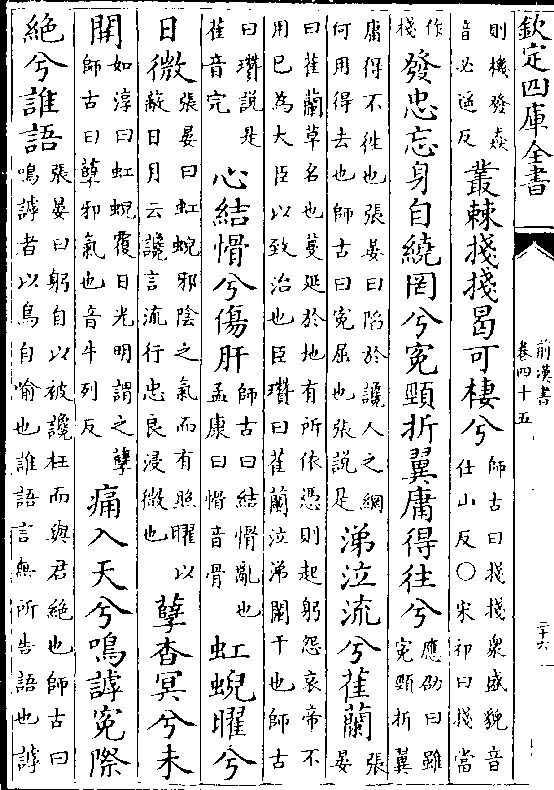 欽定四庫全書
前漢書
卷四十五
三十六
則機發猋
音必遥反
叢棘㧗㧗曷可棲兮
師古曰㧗㧗衆盛貌音
仕山反○宋祁曰㧗當
作
棧
發忠忘身自繞罔兮寃頸折翼庸得往兮
應劭曰雖
寃頸折翼
庸得不徃也張晏曰陷於讒人之網
何用得去也師古曰寃屈也張說是
涕泣流兮萑蘭
張
晏
曰萑蘭草名也蔓延於地有所依憑則起躬怨哀帝不
用已為大臣以致治也臣瓚曰萑蘭泣涕闌干也師古
曰瓚說是
萑音完
心結愲兮傷肝
師古曰結愲亂也
孟康曰愲音骨
虹蜺曜兮
日微
張晏曰虹蜺邪陰之氣而有照曜以
蔽日月云讒言流行忠良浸微也
孽杳冥兮未
開
如淳曰虹蜺覆日光明謂之孽
師古曰孽邪氣也音牛列反
痛入天兮鳴謼寃際
絶兮誰語
張晏曰躬自以被讒枉而與君絶也師古曰
鳴謼者以鳥自喻也誰語言無所告語也謼